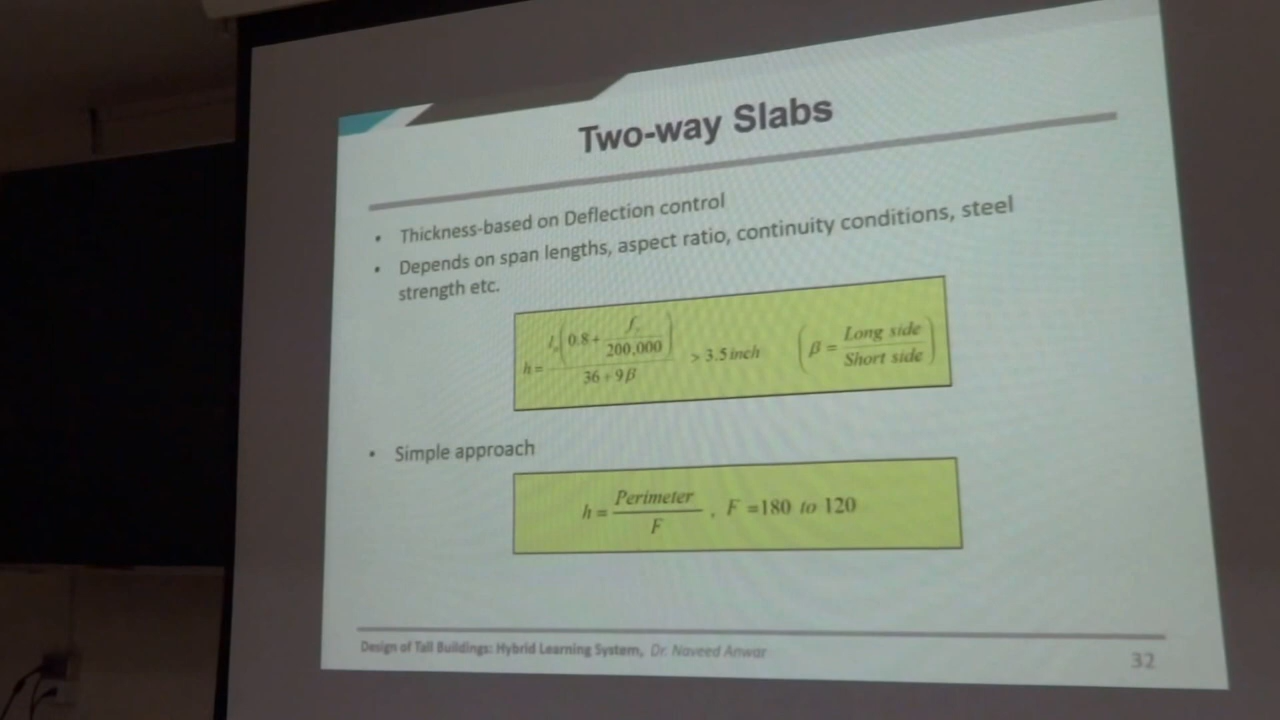 Two-way Slabs
• Thickness-based on Deflection control
• Depends on span lengths, aspect ratio, continuity conditions, steel
strength etc.
h = l (0.8 + f / 200,000) / 36 + 9β > 3.5 inch (β = Long side / Short side)
• Simple approach
h = Perimeter / F , F =180 to 120
Design of Tall Buildings: Hybrid Learning System, Dr. Naveed Anwar
32